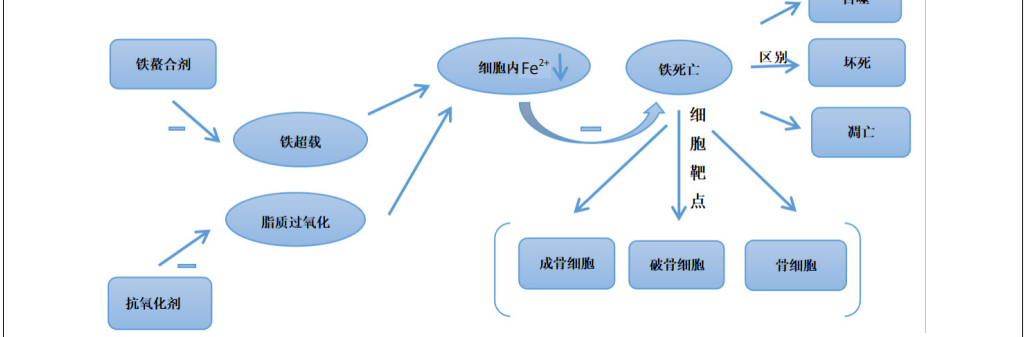 铁螯合剂
铁超载
脂质过氧化
抗氧化剂
细胞内Fe²⁺
铁死亡
区别
坏死
凋亡
细胞靶点
成骨细胞
破骨细胞
骨细胞